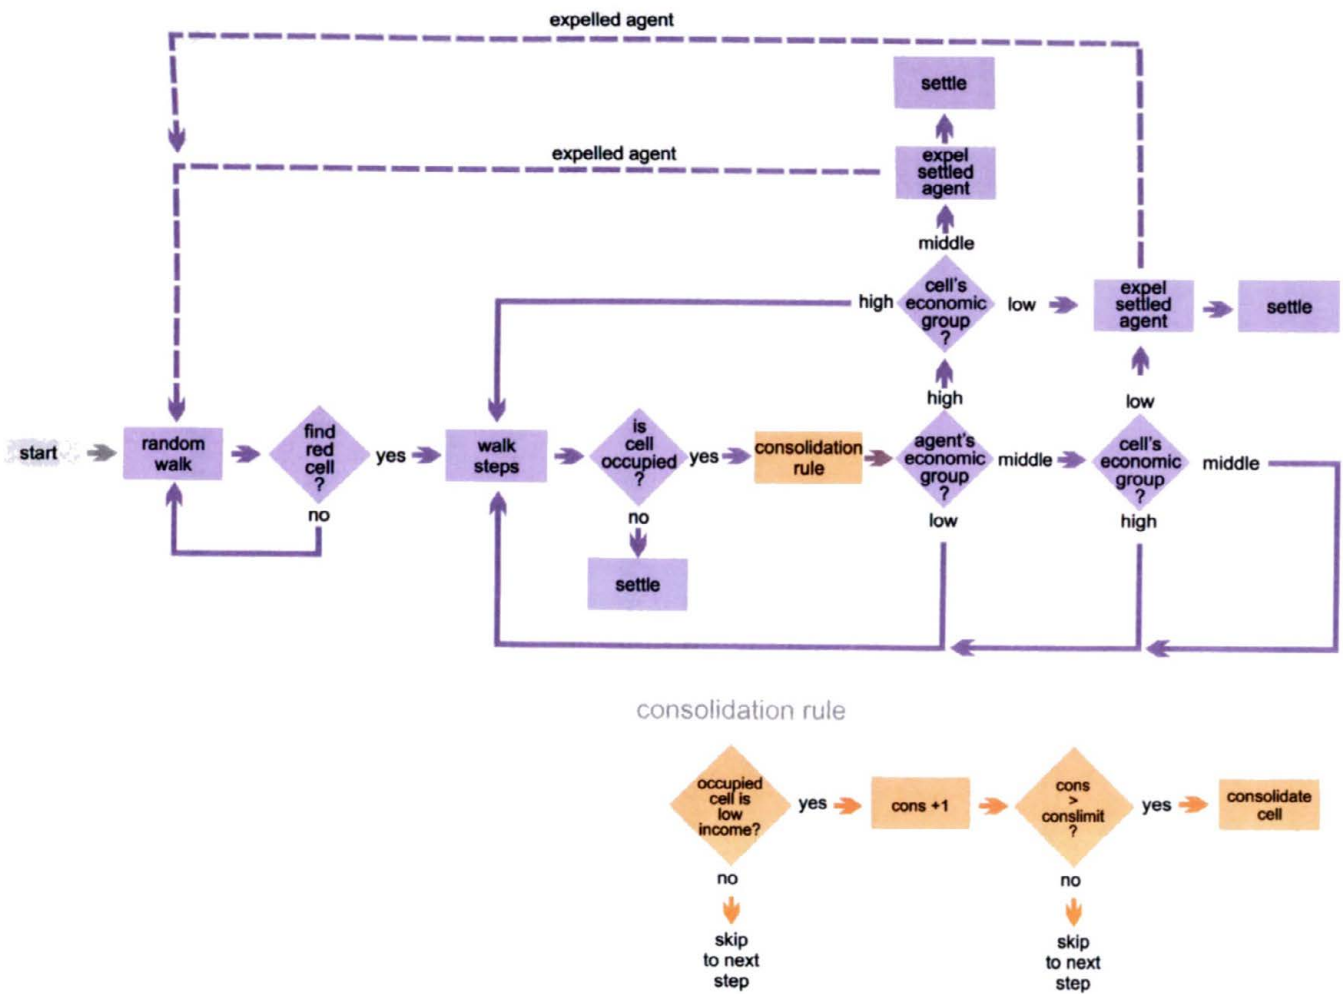 expelled agent
settle
expelled agent
expel
settled
agent
middle
high
cell's
economic
group
?
low
expel
settled
agent
settle
high
low
start
random
walk
find
red
cell
?
yes
no
walk
steps
is
cell
occupied
?
yes
no
settle
consolidation
rule
agent's
economic
group
?
middle
low
cell's
economic
group
?
middle
high
consolidation rule
occupied
cell is
low
income?
yes
cons +1
cons
>
conslimit
?
yes
consolidate
cell
no
skip
to next
step
no
skip
to next
step